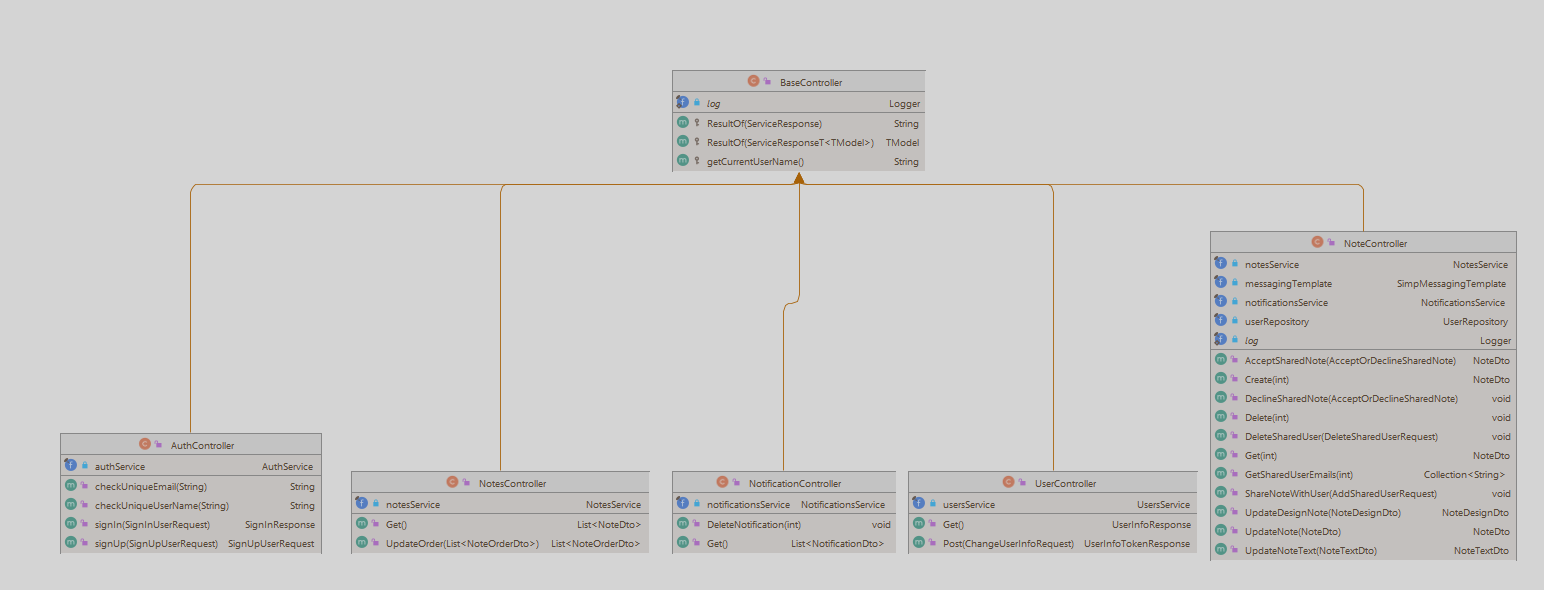 BaseController
log Logger
ResultOf(ServiceResponse) String
ResultOf(ServiceResponseT<TModel>) TModel
getCurrentUserName() String
NoteController
notesService NotesService
messagingTemplate SimpMessagingTemplate
notificationsService NotificationsService
userRepository UserRepository
log Logger
AcceptSharedNote(AcceptOrDeclineSharedNote) NoteDto
Create(int) NoteDto
DeclineSharedNote(AcceptOrDeclineSharedNote) void
Delete(int) void
DeleteSharedUser(DeleteSharedUserRequest) void
Get(int) NoteDto
GetSharedUserEmails(int) Collection<String>
ShareNoteWithUser(AddSharedUserRequest) void
UpdateDesignNote(NoteDesignDto) NoteDesignDto
UpdateNote(NoteDto) NoteDto
UpdateNoteText(NoteTextDto) NoteTextDto
AuthController
authService AuthService
checkUniqueEmail(String) String
checkUniqueUserName(String) String
signIn(SignInUserRequest) SignInResponse
signUp(SignUpUserRequest) SignUpUserRequest
NotesController
notesService NotesService
Get() List<NoteDto>
UpdateOrder(List<NoteOrderDto>) List<NoteOrderDto>
NotificationController
notificationsService NotificationsService
DeleteNotification(int) void
Get() List<NotificationDto>
UserController
usersService UsersService
Get() UserInfoResponse
Post(ChangeUserInfoRequest) UserInfoTokenResponse